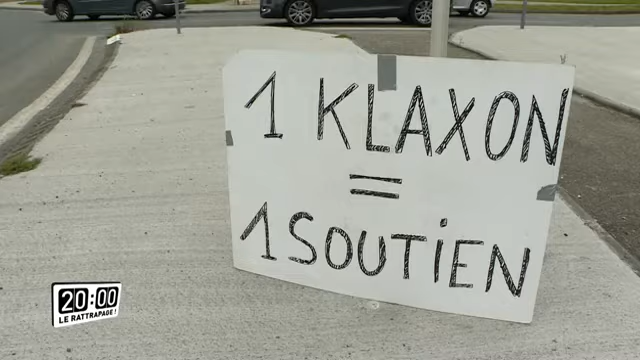 1 KLAXON
=
1 SOUTIEN
20:00
LE RATTRAPAGE!